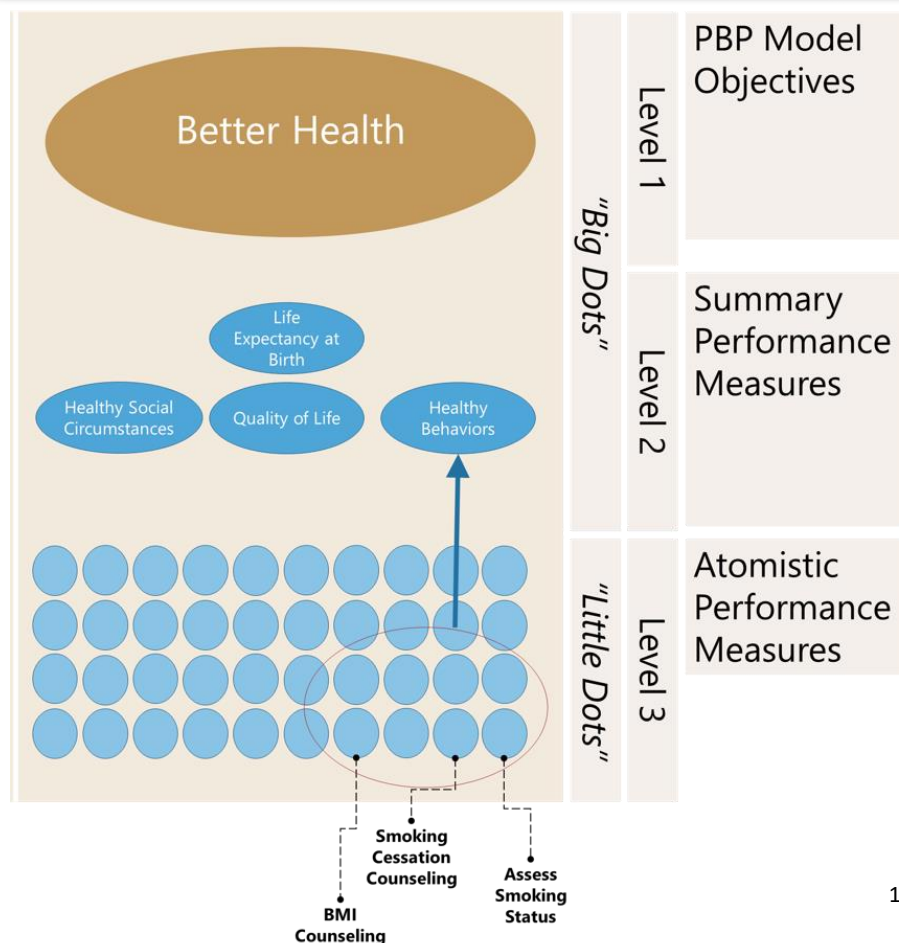 Better Health
Life
Expectancy at
Birth
Healthy Social
Circumstances
Quality of Life
Healthy
Behaviors
"Big Dots"
"Little Dots"
Level 1
Level 2
Level 3
PBP Model
Objectives
Summary
Performance
Measures
Atomistic
Performance
Measures
Smoking
Cessation
Counseling
Assess
Smoking
Status
BMI
Counseling
1